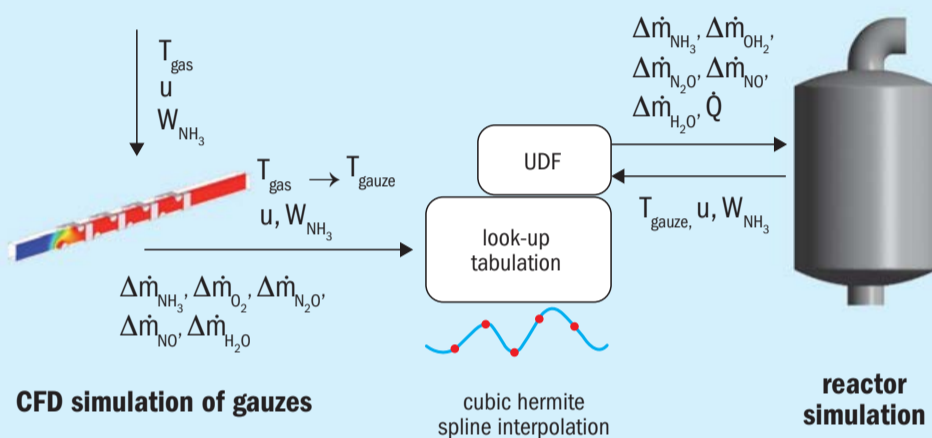 T_gas
u
W_NH₃
T_gas → T_gauze
u, W_NH₃
Δṁ_NH₃, Δṁ_O₂, Δṁ_N₂O,
Δṁ_NO, Δṁ_H₂O
CFD simulation of gauzes
UDF
look-up
tabulation
cubic hermite
spline interpolation
Δṁ_NH₃, Δṁ_OH₂,
Δṁ_N₂O, Δṁ_NO,
Δṁ_H₂O, Q̇
T_gauze, u, W_NH₃
reactor
simulation